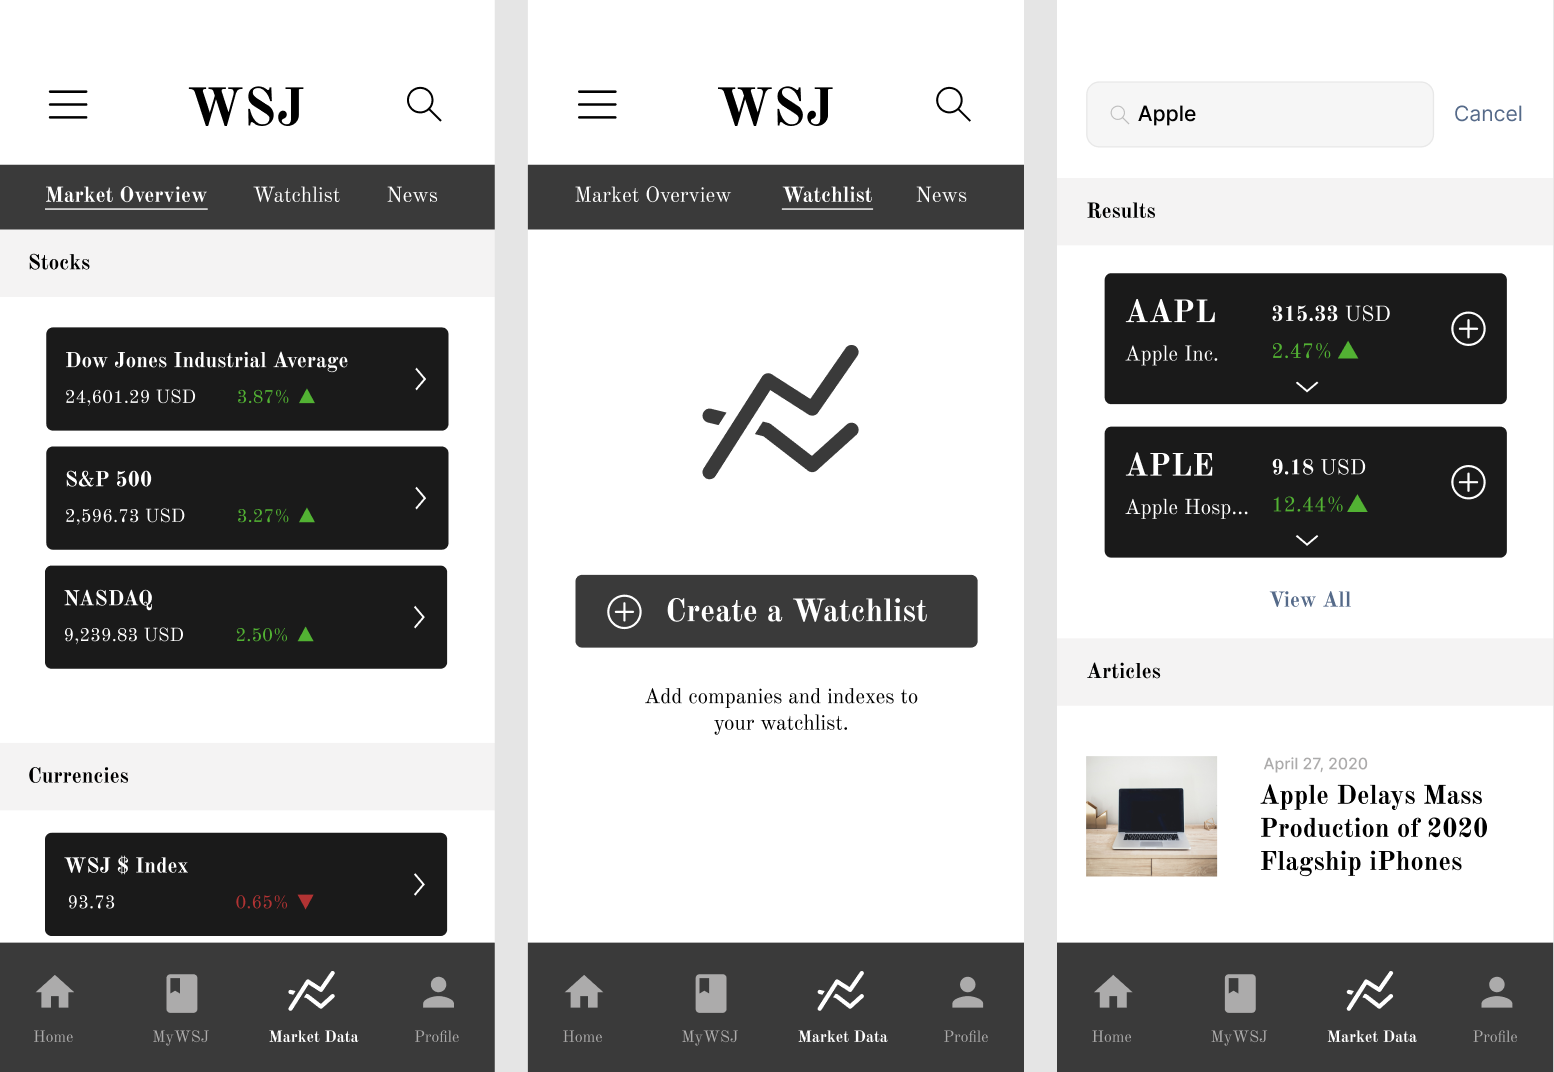 WSJ
Market Overview Watchlist News
Stocks
Dow Jones Industrial Average
24,601.29 USD 3.87%
S&P 500
2,596.73 USD 3.27%
NASDAQ
9,239.83 USD 2.50%
Currencies
WSJ $ Index
93.73 0.65%
Home MyWSJ Market Data Profile
WSJ
Market Overview Watchlist News
Create a Watchlist
Add companies and indexes to
your watchlist.
Home MyWSJ Market Data Profile
Apple Cancel
Results
AAPL 315.33 USD
Apple Inc. 2.47%
APLE 9.18 USD
Apple Hosp... 12.44%
View All
Articles
April 27, 2020
Apple Delays Mass
Production of 2020
Flagship iPhones
Home MyWSJ Market Data Profile